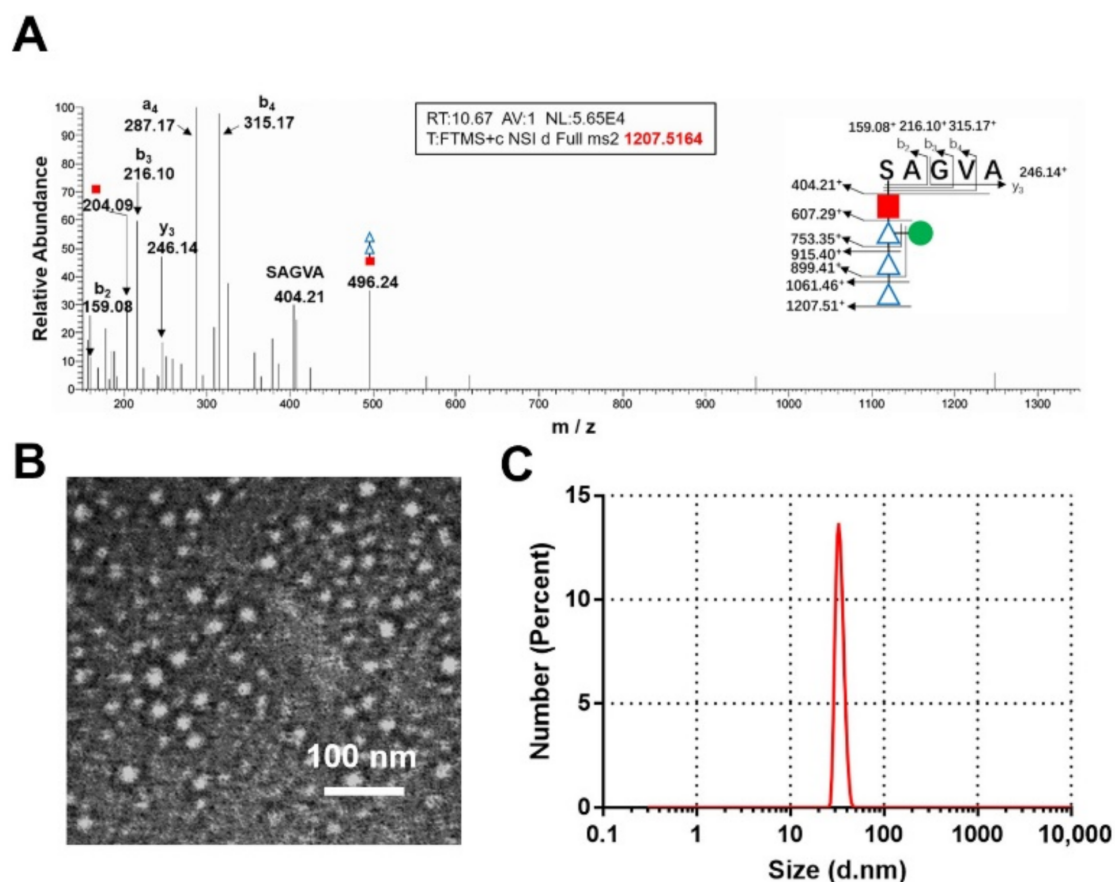 A
Relative Abundance
100
90
80
70
60
50
40
30
20
10
0
a4
287.17
b4
315.17
b3
216.10
204.09
y3
246.14
b2
159.08
SAGVA
404.21
496.24
RT:10.67 AV:1 NL:5.65E4
T:FTMS+c NSI d Full ms2 1207.5164
159.08+ 216.10+ 315.17+
b2 b3 b4
S A G V A
246.14+
y3
404.21+
607.29+
753.35+
915.40+
899.41+
1061.46+
1207.51+
200 300 400 500 600 700 800 900 1000 1100 1200 1300
m / z
B
100 nm
C
Number (Percent)
15
10
5
0
0.1 1 10 100 1000 10,000
Size (d.nm)